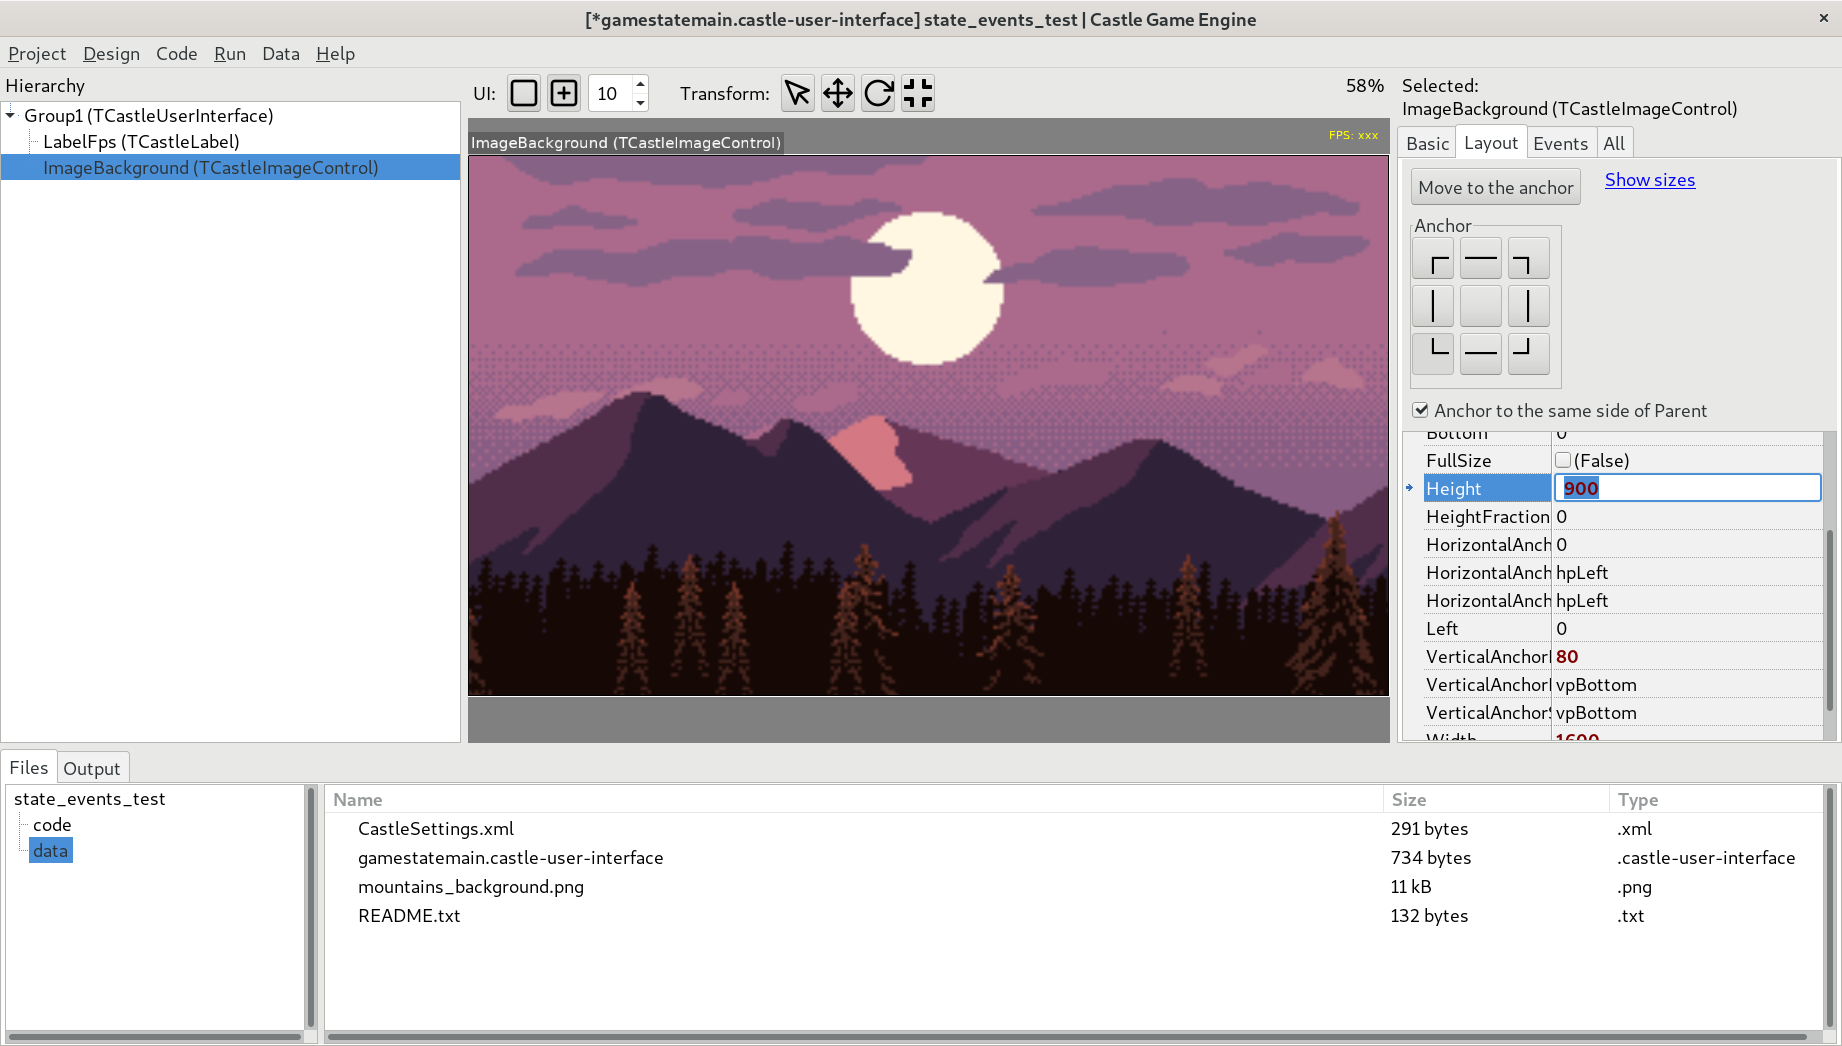 [*gamestatemain.castle-user-interface] state_events_test | Castle Game Engine
×
Project Design Code Run Data Help
Hierarchy
Group1 (TCastleUserInterface)
LabelFps (TCastleLabel)
ImageBackground (TCastleImageControl)
UI: 10 Transform: 58%
ImageBackground (TCastleImageControl)
FPS: xxx
Selected:
ImageBackground (TCastleImageControl)
Basic Layout Events All
Move to the anchor Show sizes
Anchor
Anchor to the same side of Parent
Bottom 0
FullSize (False)
Height 900
HeightFraction 0
HorizontalAnch 0
HorizontalAnch hpLeft
HorizontalAnch hpLeft
Left 0
VerticalAnchor 80
VerticalAnchor vpBottom
VerticalAnchor vpBottom
Width 1600
Files Output
state_events_test
code
data
Name Size Type
CastleSettings.xml 291 bytes .xml
gamestatemain.castle-user-interface 734 bytes .castle-user-interface
mountains_background.png 11 kB .png
README.txt 132 bytes .txt